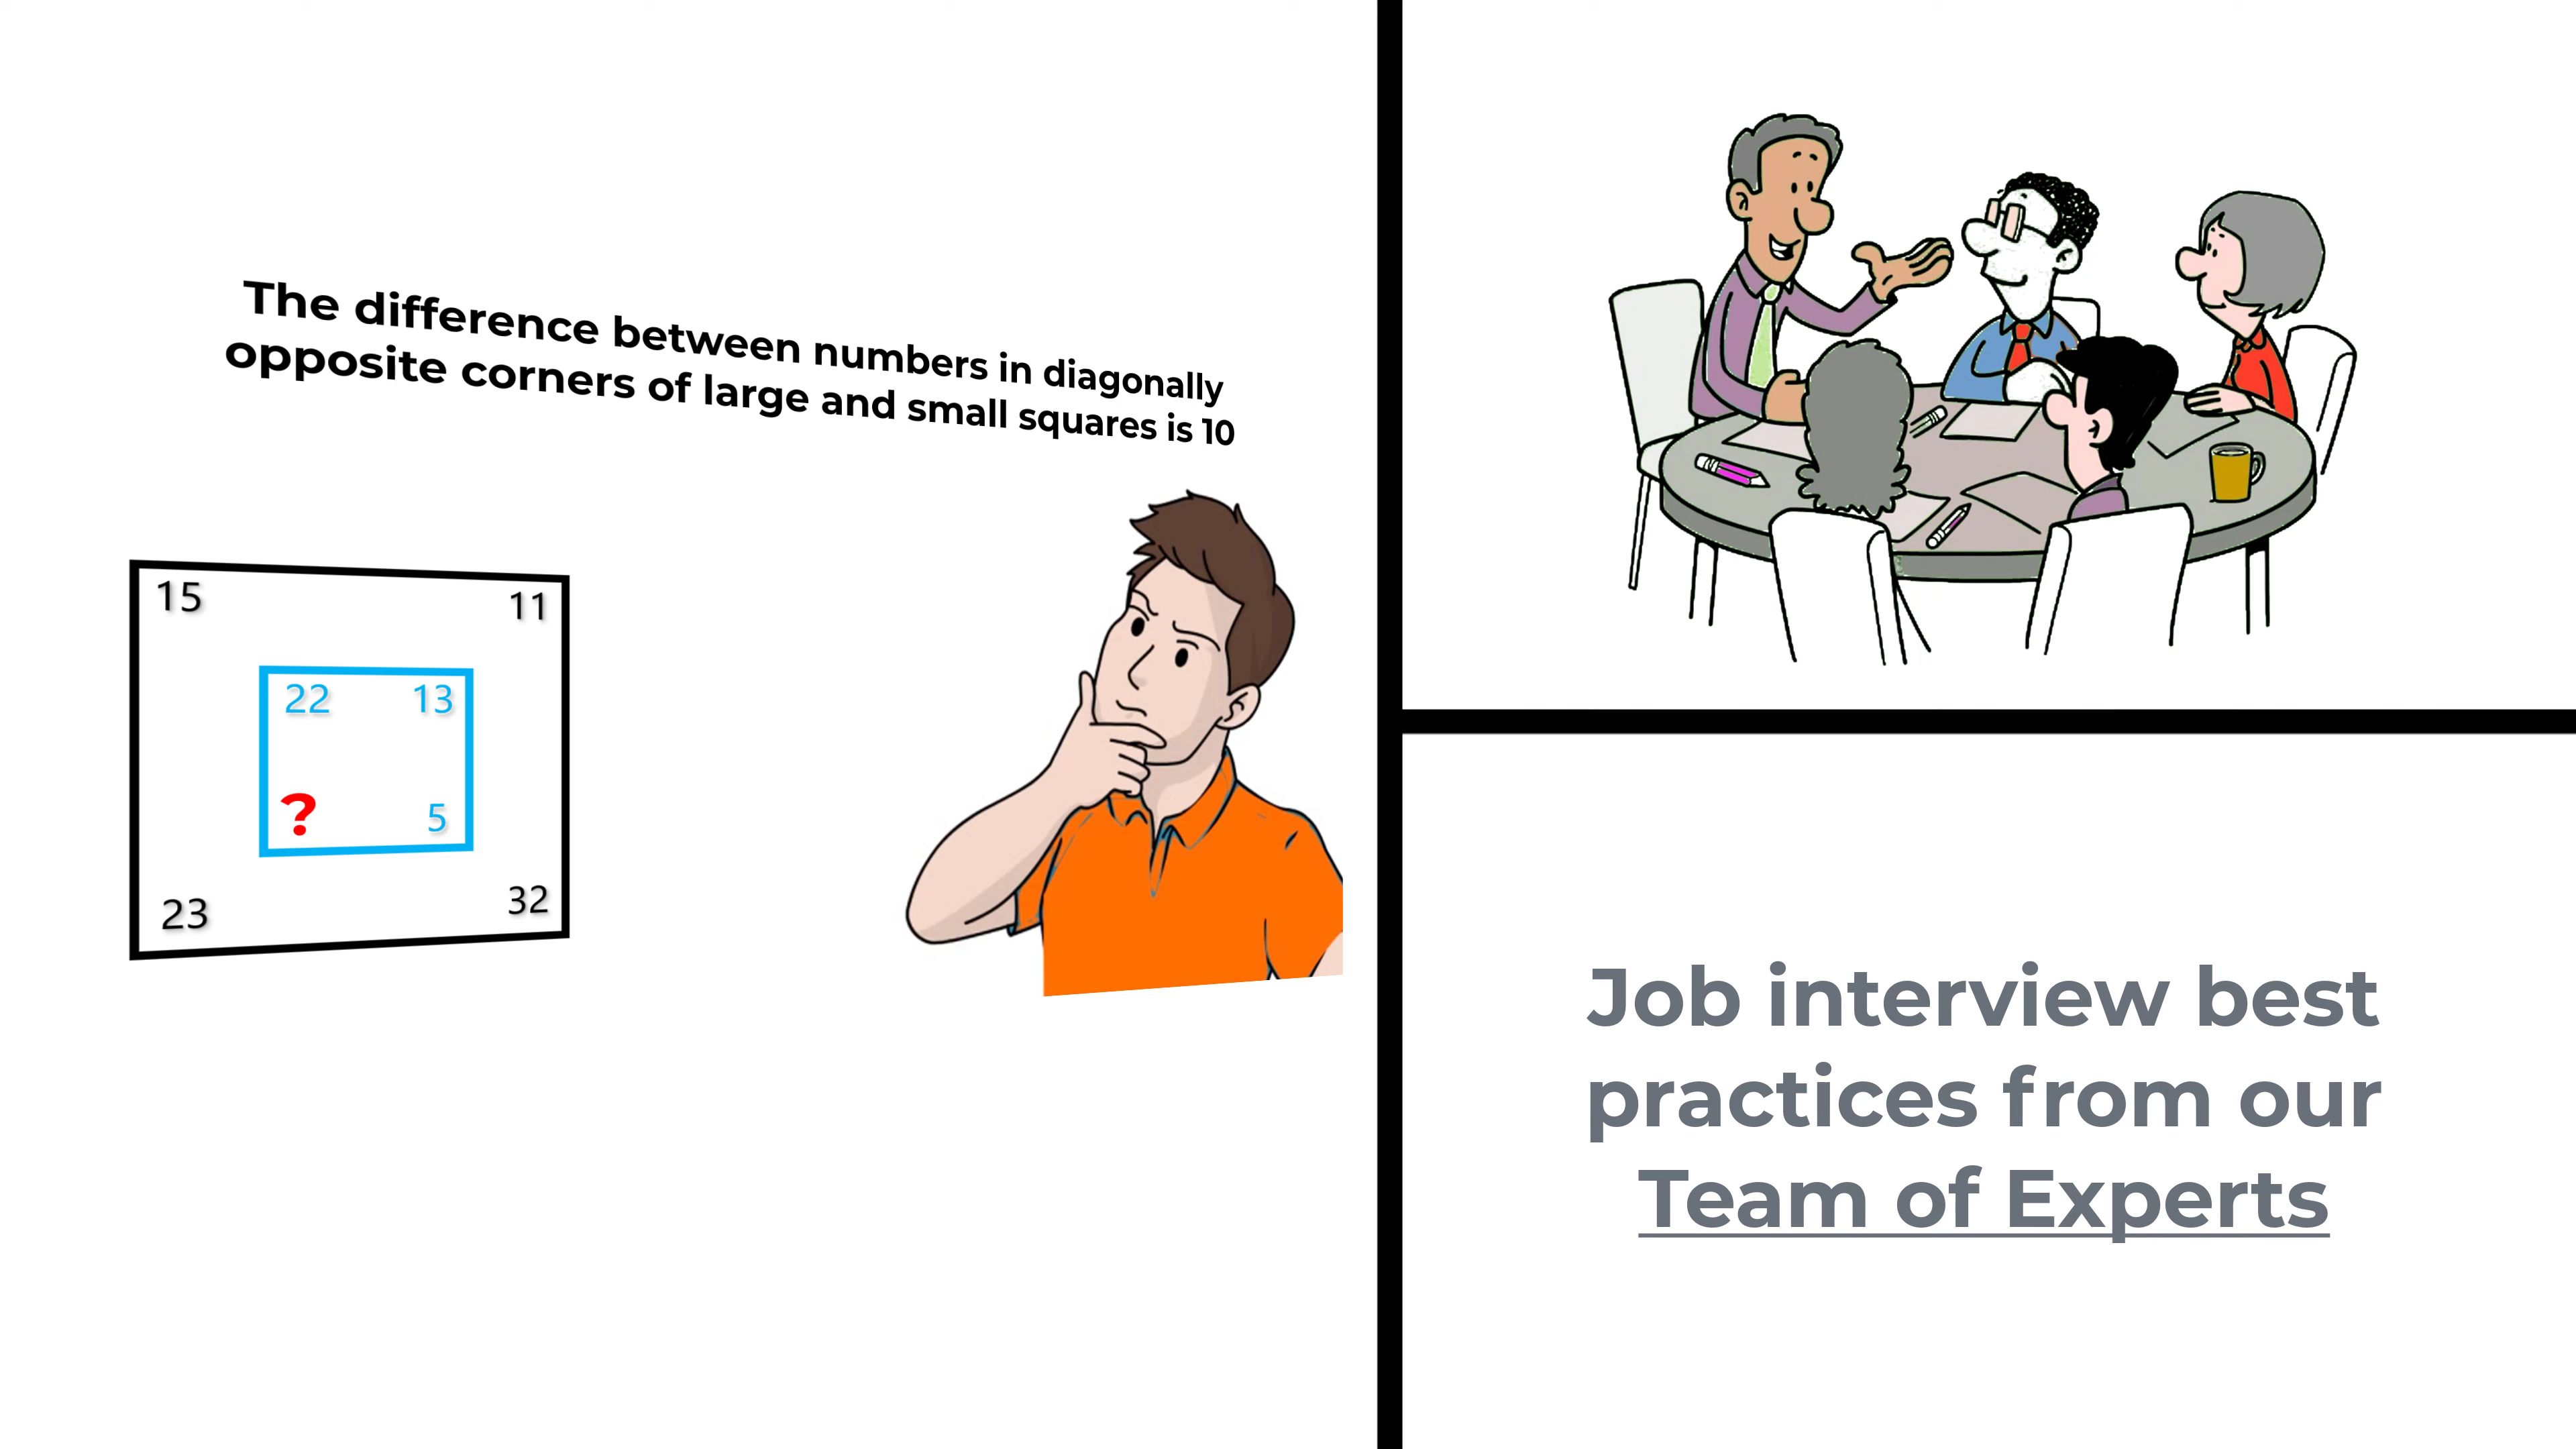 The difference between numbers in diagonally
opposite corners of large and small squares is 10
15 11
22 13
? 5
23 32
Job interview best
practices from our
Team of Experts